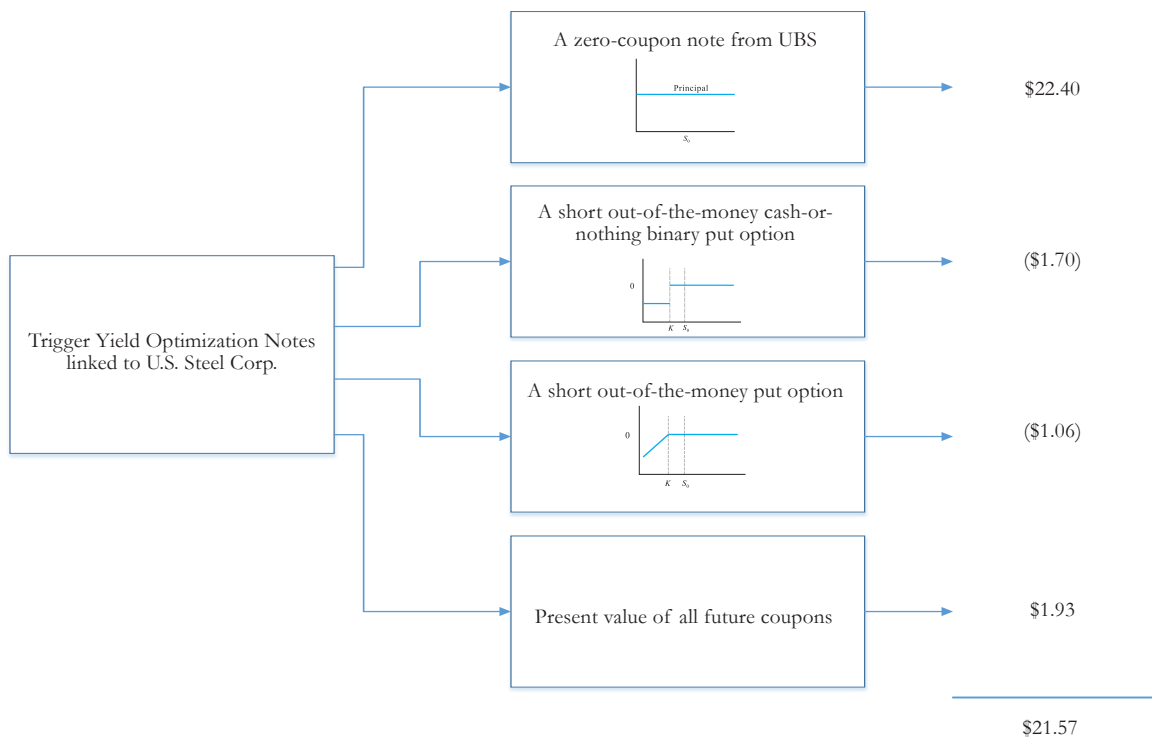 A zero-coupon note from UBS
Principal
S0
$22.40
A short out-of-the-money cash-or-
nothing binary put option
0
K
S0
($1.70)
Trigger Yield Optimization Notes
linked to U.S. Steel Corp.
A short out-of-the-money put option
0
K
S0
($1.06)
Present value of all future coupons
$1.93
$21.57